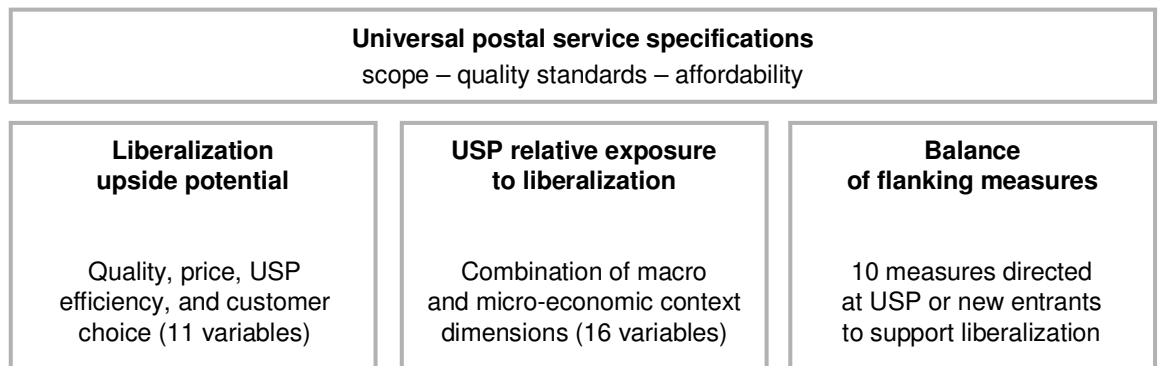 Universal postal service specifications
scope – quality standards – affordability
Liberalization
upside potential
Quality, price, USP
efficiency, and customer
choice (11 variables)
USP relative exposure
to liberalization
Combination of macro
and micro-economic context
dimensions (16 variables)
Balance
of flanking measures
10 measures directed
at USP or new entrants
to support liberalization